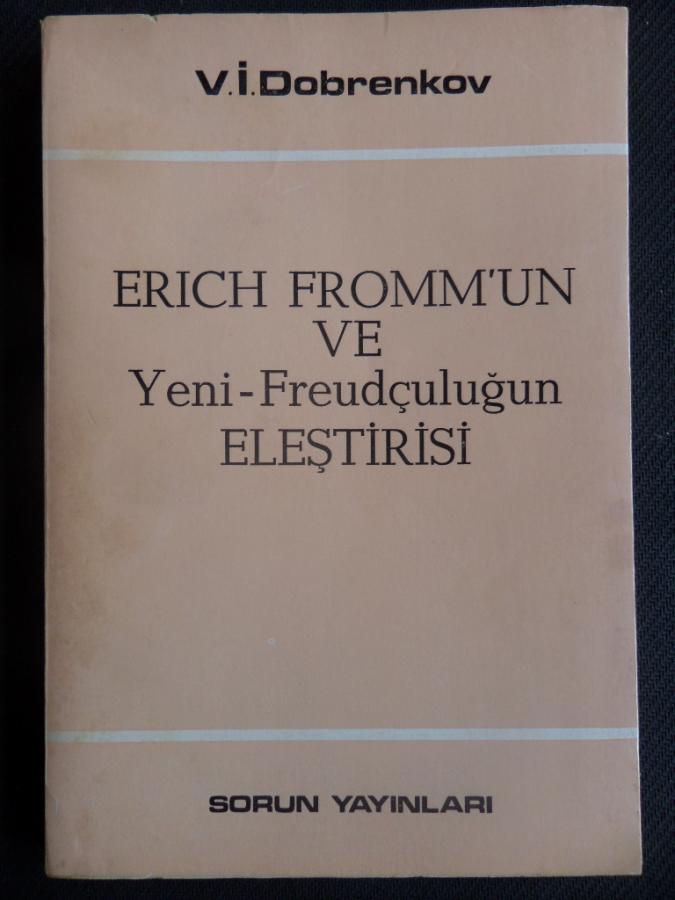 V.İ.Dobrenkov
ERICH FROMM'UN
VE
Yeni-Freudçuluğun
ELEŞTİRİSİ
SORUN YAYINLARI